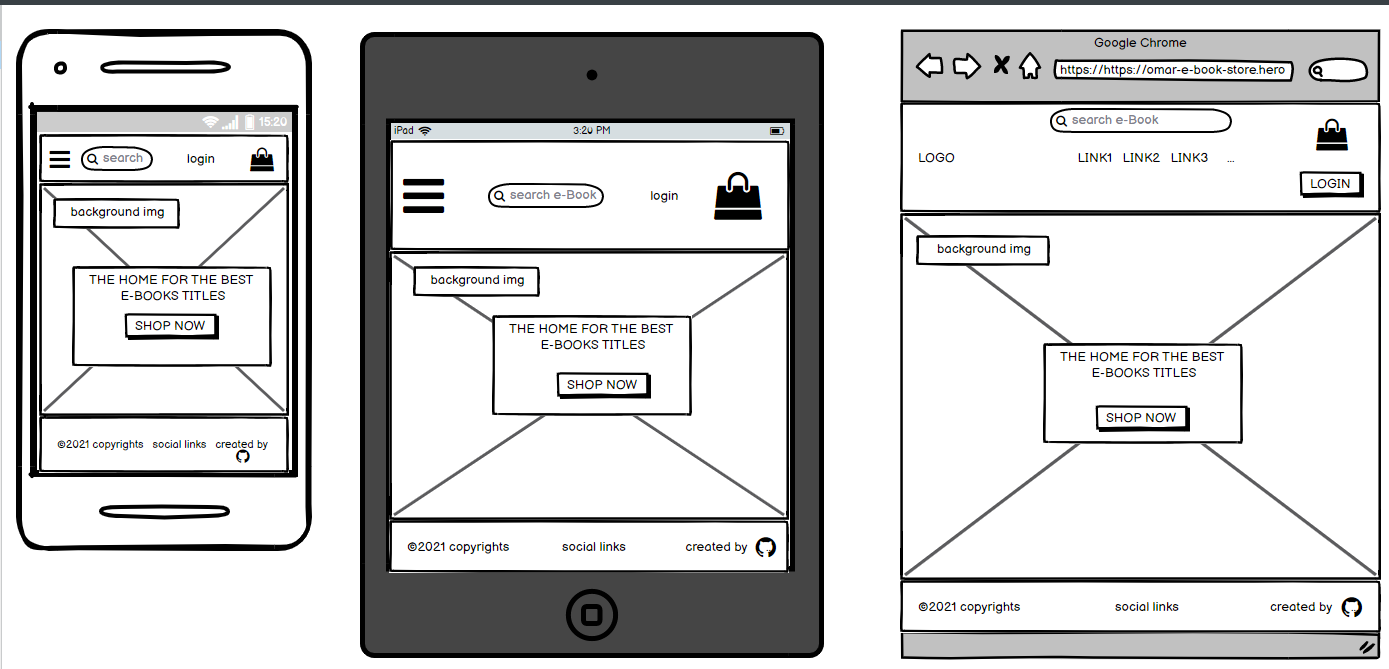 15:20
search
login
background img
THE HOME FOR THE BEST
E-BOOKS TITLES
SHOP NOW
©2021 copyrights social links created by
iPad 3:20 PM
search e-Book
login
background img
THE HOME FOR THE BEST
E-BOOKS TITLES
SHOP NOW
©2021 copyrights social links created by
Google Chrome
https://https://omar-e-book-store.hero
search e-Book
LOGO LINK1 LINK2 LINK3 ...
LOGIN
background img
THE HOME FOR THE BEST
E-BOOKS TITLES
SHOP NOW
©2021 copyrights social links created by